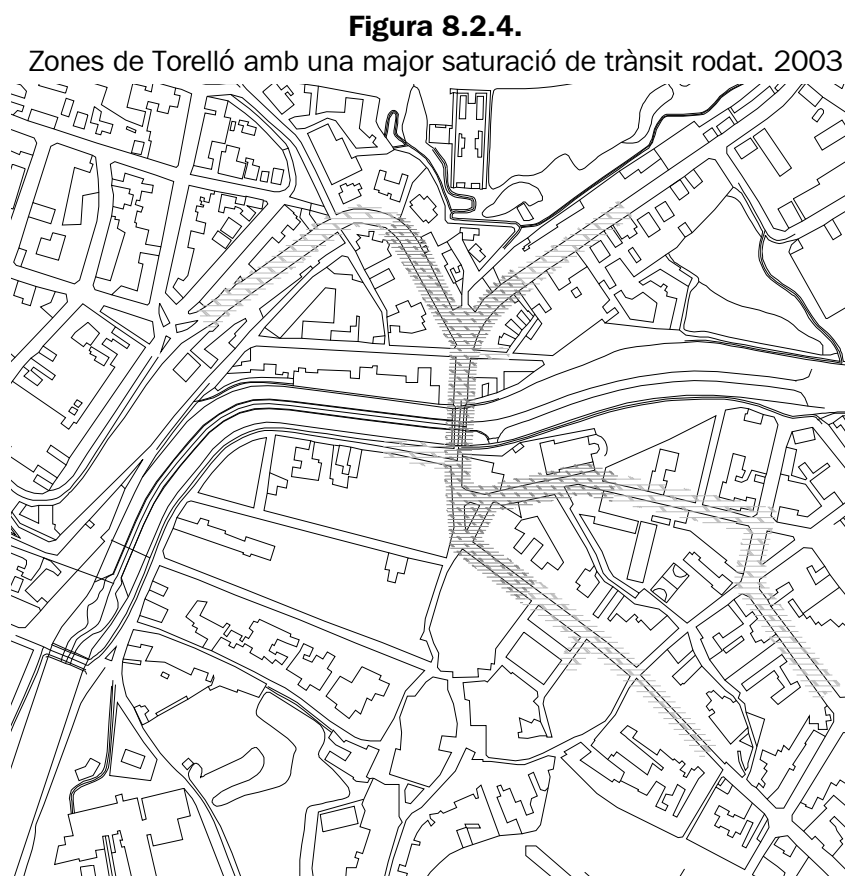 Figura 8.2.4.
Zones de Torelló amb una major saturació de trànsit rodat. 2003